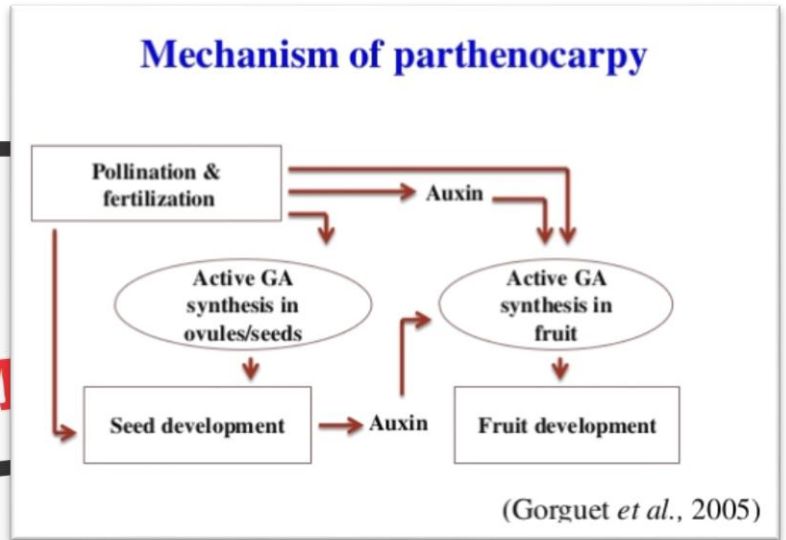 Mechanism of parthenocarpy
Pollination &
fertilization
Auxin
Active GA
synthesis in
ovules/seeds
Active GA
synthesis in
fruit
Seed development
Auxin
Fruit development
(Gorguet et al., 2005)